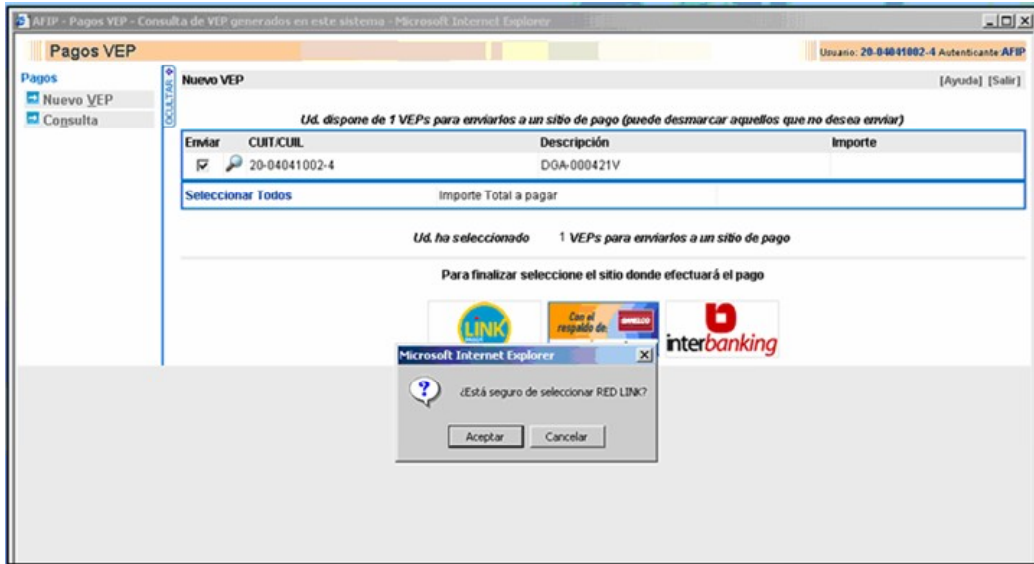 AFIP - Pagos VEP - Consulta de VEP generados en este sistema - Microsoft Internet Explorer
Pagos VEP
Usuario: 20-04041002-4 Autenticante: AFIP
Pagos
Nuevo VEP
Consulta
OCULTAR
Nuevo VEP
[Ayuda] [Salir]
Ud. dispone de 1 VEPs para enviarlos a un sitio de pago (puede desmarcar aquellos que no desea enviar)
Enviar CUIT/CUIL Descripción Importe
20-04041002-4 DGA-000421V
Seleccionar Todos Importe Total a pagar
Ud. ha seleccionado 1 VEPs para enviarlos a un sitio de pago
Para finalizar seleccione el sitio donde efectuará el pago
LINK
Con el
respaldo de:
BANELCO
interbanking
Microsoft Internet Explorer
¿Está seguro de seleccionar RED LINK?
Aceptar Cancelar